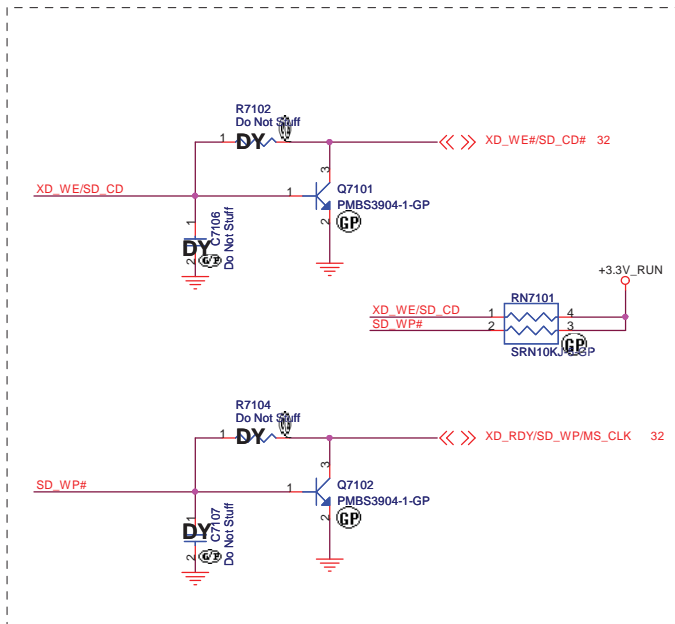 R7102
Do Not Stuff
1 DY
XD_WE#/SD_CD# 32
3
XD_WE/SD_CD
1
Q7101
PMBS3904-1-GP
2
GP
1
DY
2
G/P
C7106
Do Not Stuff
+3.3V_RUN
RN7101
XD_WE/SD_CD
1
4
SD_WP#
2
3
GP
R7104
Do Not Stuff
1 DY
XD_RDY/SD_WP/MS_CLK 32
3
SD_WP#
1
Q7102
PMBS3904-1-GP
2
GP
1
DY
2
G/P
C7107
Do Not Stuff